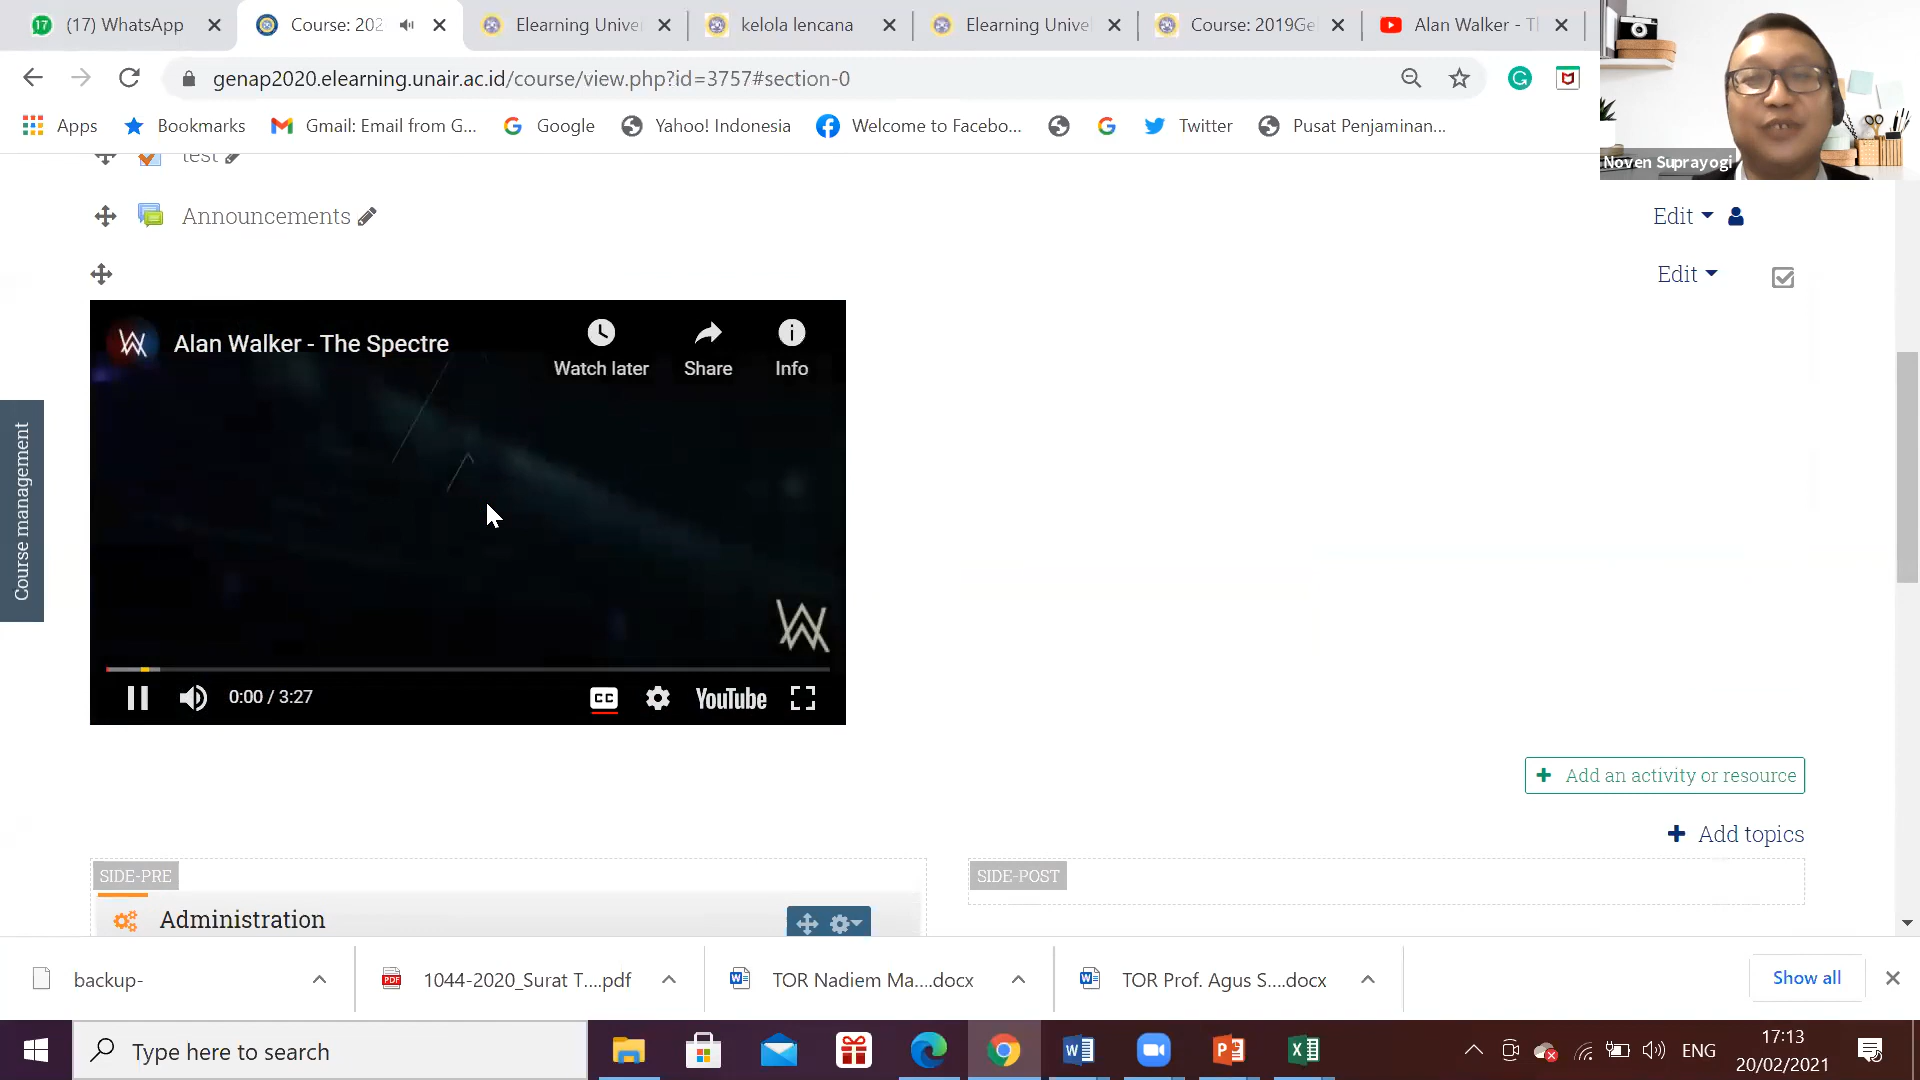 (17) WhatsApp
Course: 202
Elearning Univer
kelola lencana
Elearning Unive
Course: 2019Ge
Alan Walker - T
genap2020.elearning.unair.ac.id/course/view.php?id=3757#section-0
Apps
Bookmarks
Gmail: Email from G...
Google
Yahoo! Indonesia
Welcome to Facebo...
Twitter
Pusat Penjaminan...
Noven Suprayogi
test
Announcements
Edit
Edit
Alan Walker - The Spectre
Watch later
Share
Info
Course management
0:00 / 3:27
CC
YouTube
Add an activity or resource
Add topics
SIDE-PRE
SIDE-POST
Administration
backup-
1044-2020_Surat T....pdf
TOR Nadiem Ma....docx
TOR Prof. Agus S....docx
Show all
Type here to search
ENG
17:13
20/02/2021